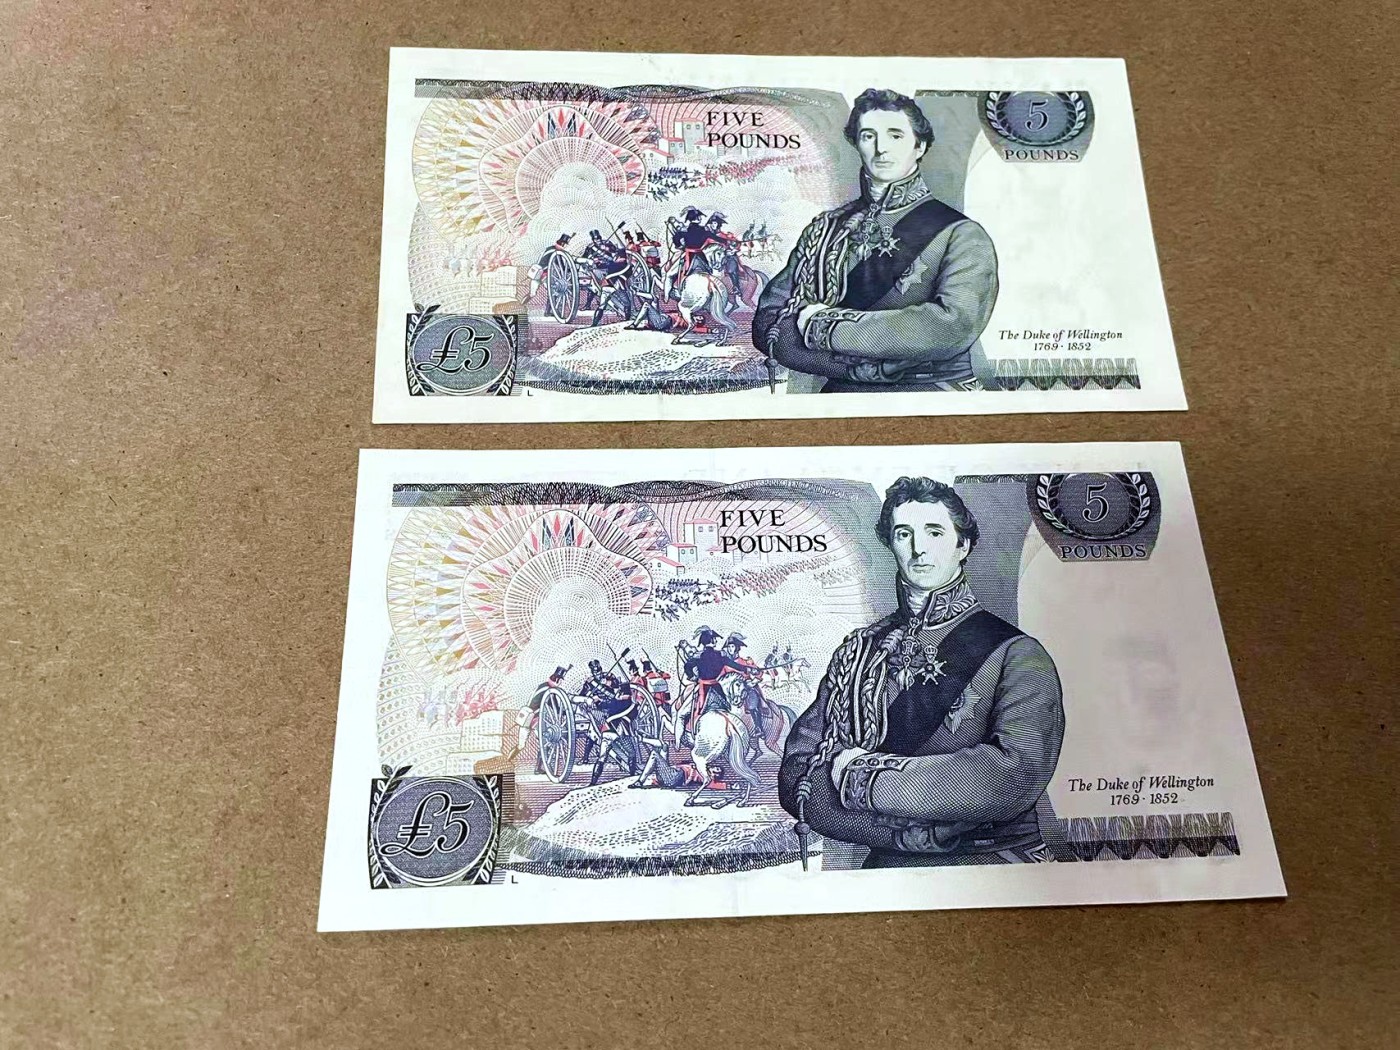 FIVE
POUNDS
5
POUNDS
The Duke of Wellington
1769 · 1852
£5
L
FIVE
POUNDS
5
POUNDS
The Duke of Wellington
1769 · 1852
£5
L